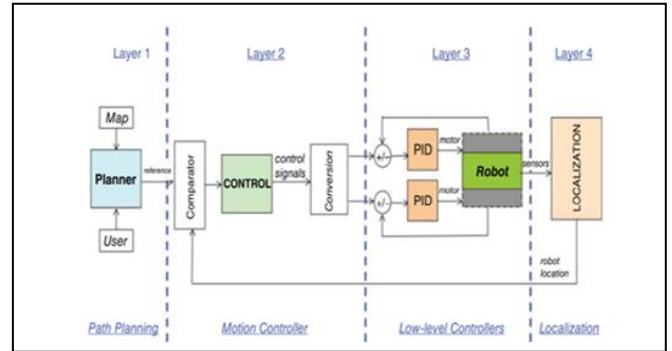 Layer 1
Layer 2
Layer 3
Layer 4
Map
Planner
User
reference
Comparator
CONTROL
control
signals
Conversion
+/-
PID
motor
+/-
PID
motor
Robot
sensors
LOCALIZATION
robot
location
Path Planning
Motion Controller
Low-level Controllers
Localization